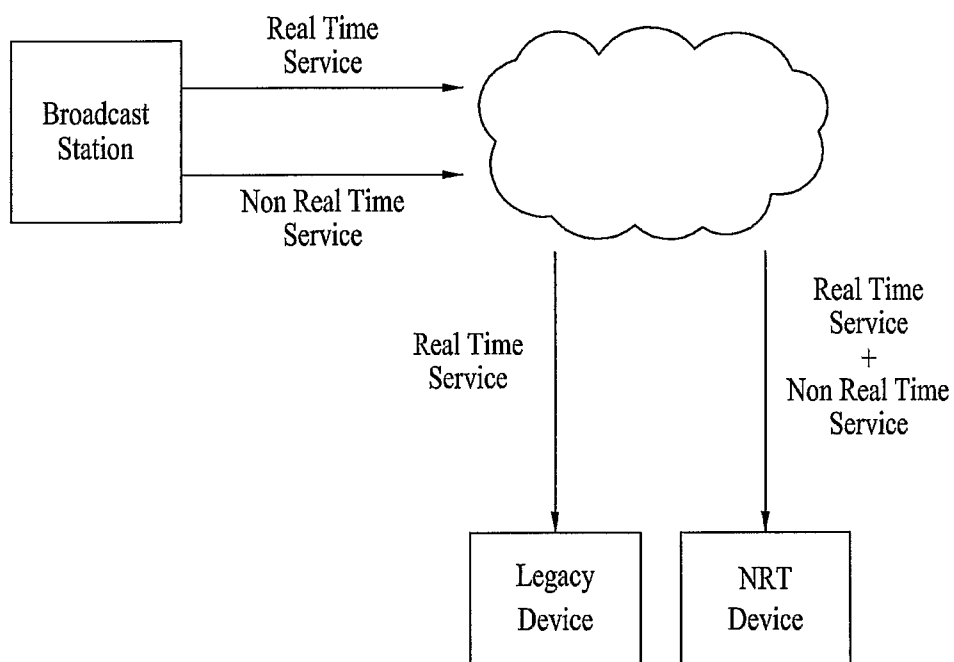 Real Time
Service
Broadcast
Station
Non Real Time
Service
Real Time
Service
Real Time
Service
+
Non Real Time
Service
Legacy
Device
NRT
Device